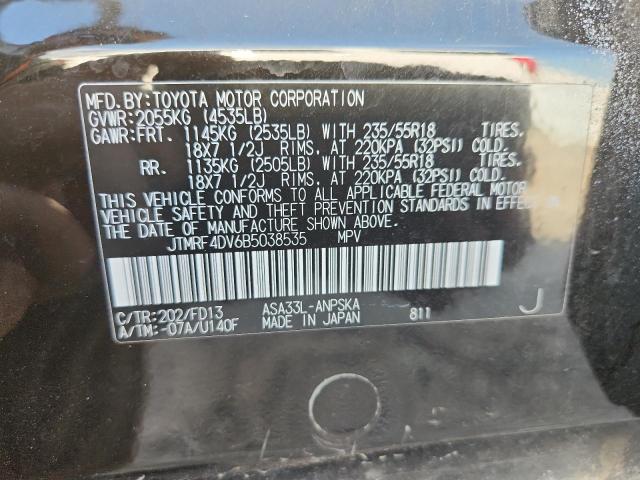 MFD.BY:TOYOTA MOTOR CORPORATION
GVWR:2055KG (4535LB)
GAWR:FRT. 1145KG (2535LB) WITH 235/55R18 TIRES.
18X7 1/2J RIMS. AT 220KPA (32PSI) COLD.
RR. 1135KG (2505LB) WITH 235/55R18 TIRES.
18X7 1/2J RIMS. AT 220KPA (32PSI) COLD.
THIS VEHICLE CONFORMS TO ALL APPLICABLE FEDERAL MOTOR
VEHICLE SAFETY AND THEFT PREVENTION STANDARDS IN EFFECT ON
THE DATE OF MANUFACTURE SHOWN ABOVE.
JTMRF4DV6B5038535 MPV
C/TR:202/FD13 ASA33L-ANPSKA J
A/TM:-07A/U140F MADE IN JAPAN 811